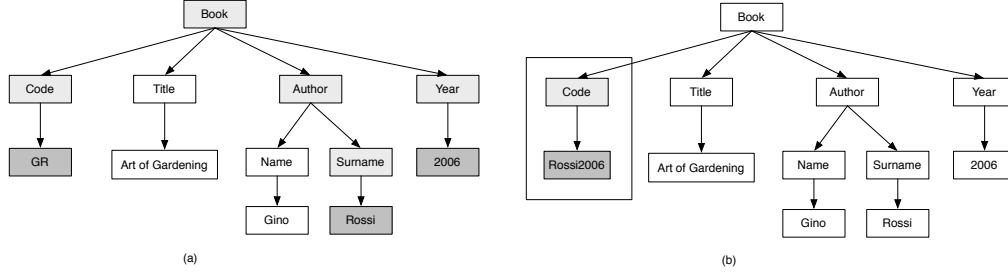 Book
Code Title Author Year
GR Art of Gardening Name Surname 2006
Gino Rossi
(a)
Book
Code Title Author Year
Rossi2006 Art of Gardening Name Surname 2006
Gino Rossi
(b)